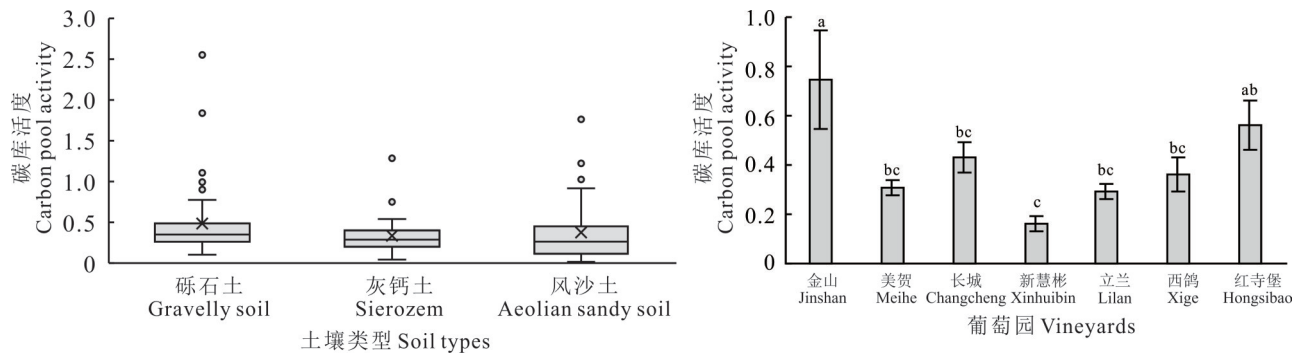 碳库活度
Carbon pool activity
3.0
2.5
2.0
1.5
1.0
0.5
0
砾石土
Gravelly soil
灰钙土
Sierozem
风沙土
Aeolian sandy soil
土壤类型 Soil types
碳库活度
Carbon pool activity
1.0
0.8
0.6
0.4
0.2
0
a
bc
bc
c
bc
bc
ab
金山
Jinshan
美贺
Meihe
长城
Changcheng
新慧彬
Xinhuibin
立兰
Lilan
西鸽
Xige
红寺堡
Hongsibao
葡萄园 Vineyards